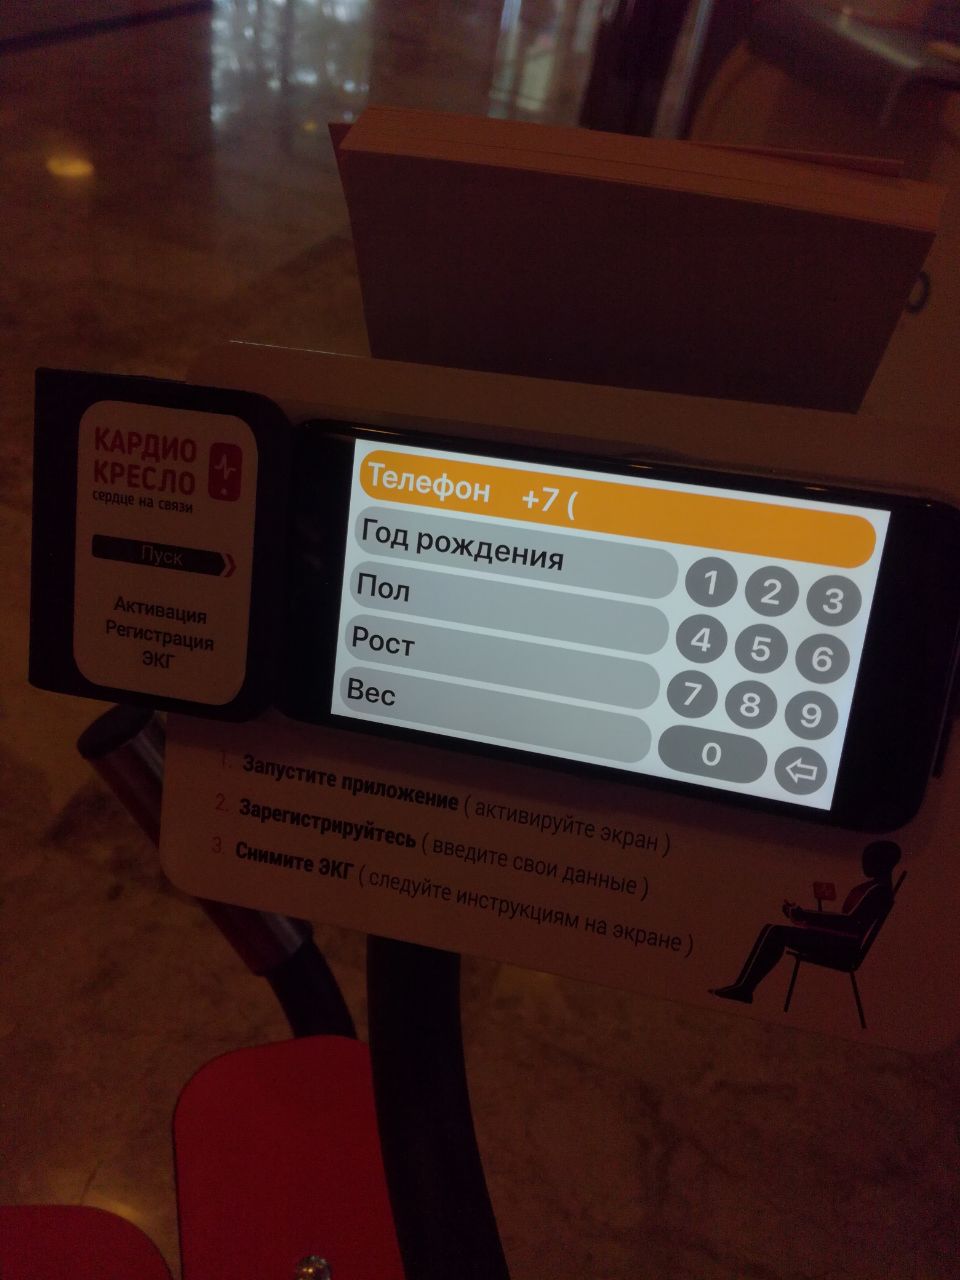 КАРДИО
КРЕСЛО
сердце на связи
Пуск
Активация
Регистрация
ЭКГ
Телефон +7 (
Год рождения
Пол
Рост
Вес
1 2 3
4 5 6
7 8 9
0
1. Запустите приложение ( активируйте экран )
2. Зарегистрируйтесь ( введите свои данные )
3. Снимите ЭКГ ( следуйте инструкциям на экране )